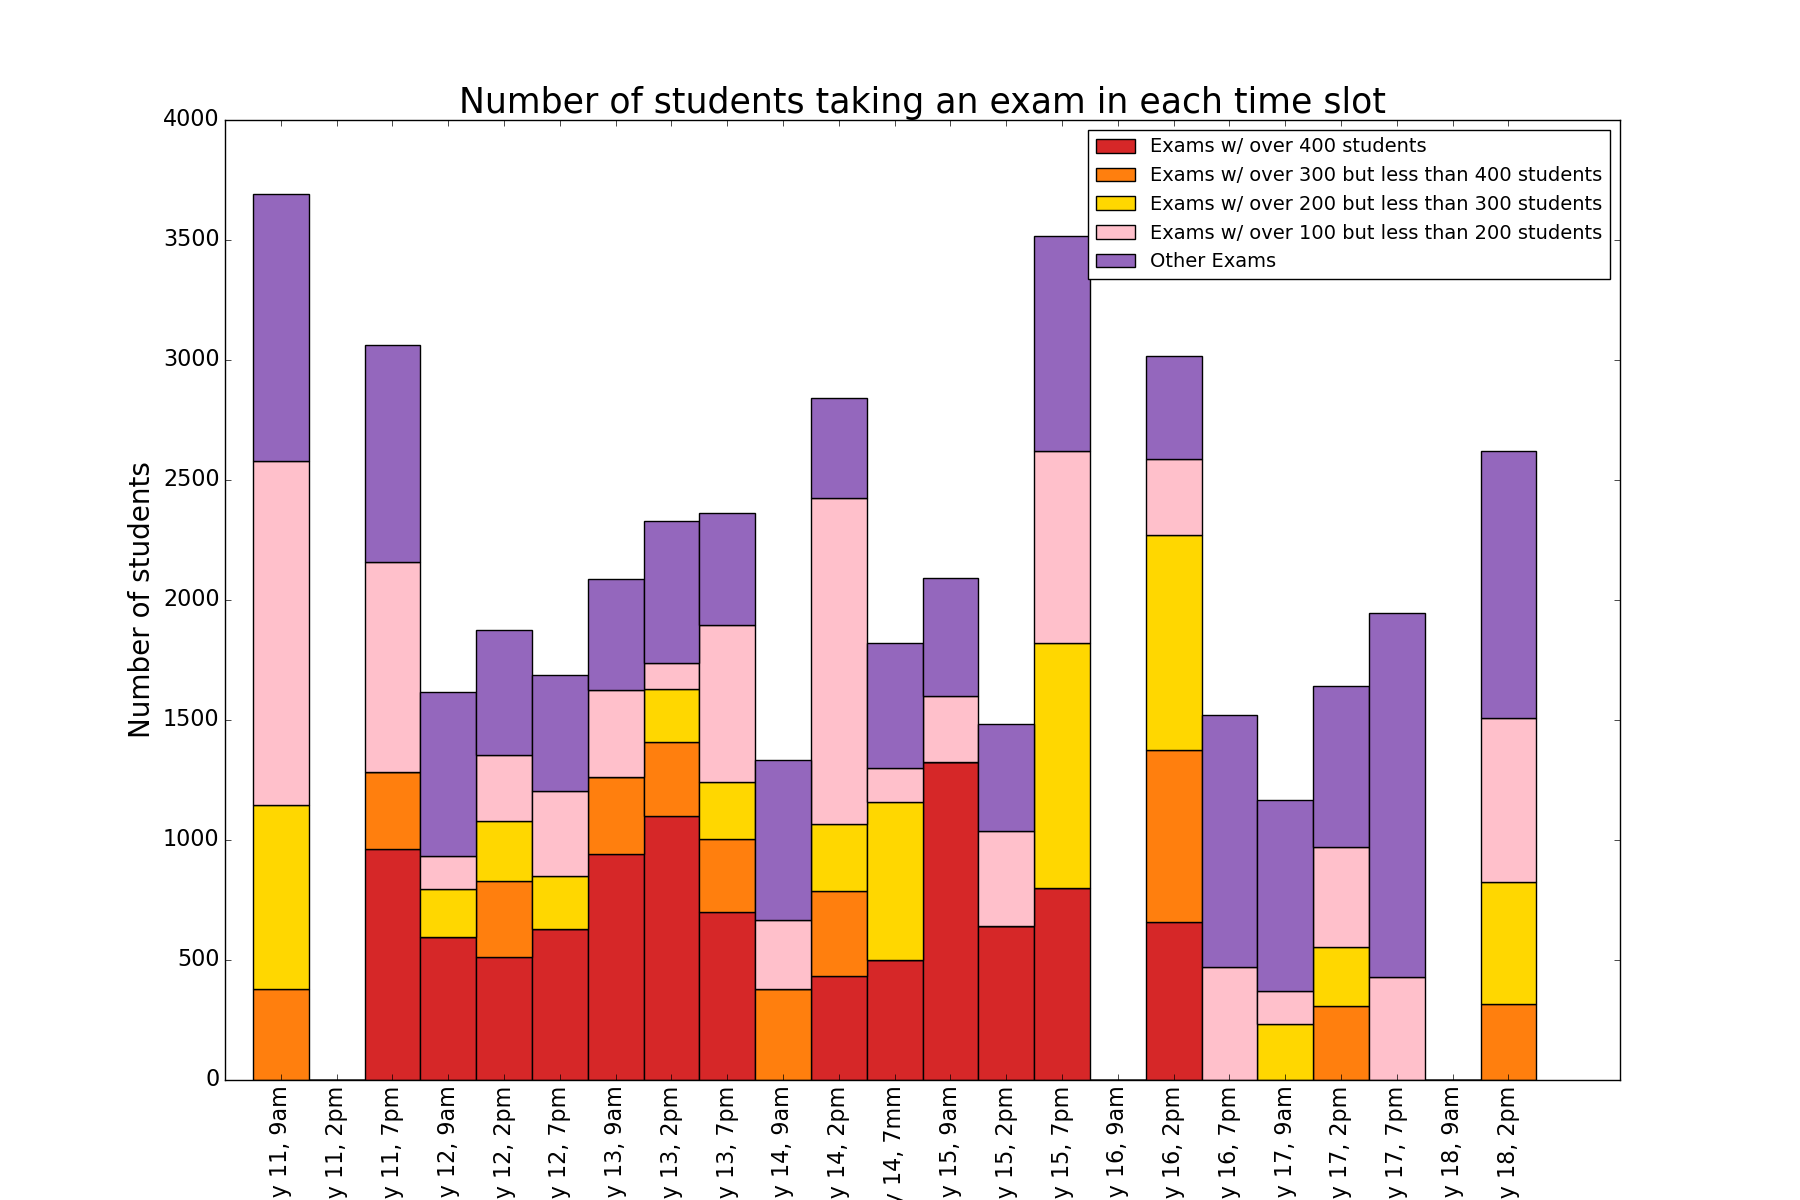 Number of students taking an exam in each time slot
Number of students
4000
3500
3000
2500
2000
1500
1000
500
0
Exams w/ over 400 students
Exams w/ over 300 but less than 400 students
Exams w/ over 200 but less than 300 students
Exams w/ over 100 but less than 200 students
Other Exams
y 11, 9am
y 11, 2pm
y 11, 7pm
y 12, 9am
y 12, 2pm
y 12, 7pm
y 13, 9am
y 13, 2pm
y 13, 7pm
y 14, 9am
y 14, 2pm
y 14, 7mm
y 15, 9am
y 15, 2pm
y 15, 7pm
y 16, 9am
y 16, 2pm
y 16, 7pm
y 17, 9am
y 17, 2pm
y 17, 7pm
y 18, 9am
y 18, 2pm